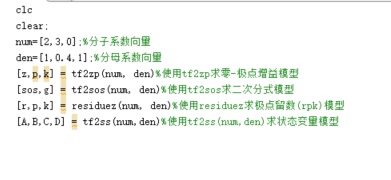 clc
clear;
num=[2,3,0];%分子系数向量
den=[1,0.4,1];%分母系数向量
[z,p,k] = tf2zp(num, den)%使用tf2zp求零-极点增益模型
[sos,g] = tf2sos(num, den)%使用tf2sos求二次分式模型
[r,p,k] = residuez(num, den)%使用residuez求极点留数(rpk)模型
[A,B,C,D] = tf2ss(num,den)%使用tf2ss(num,den)求状态变量模型